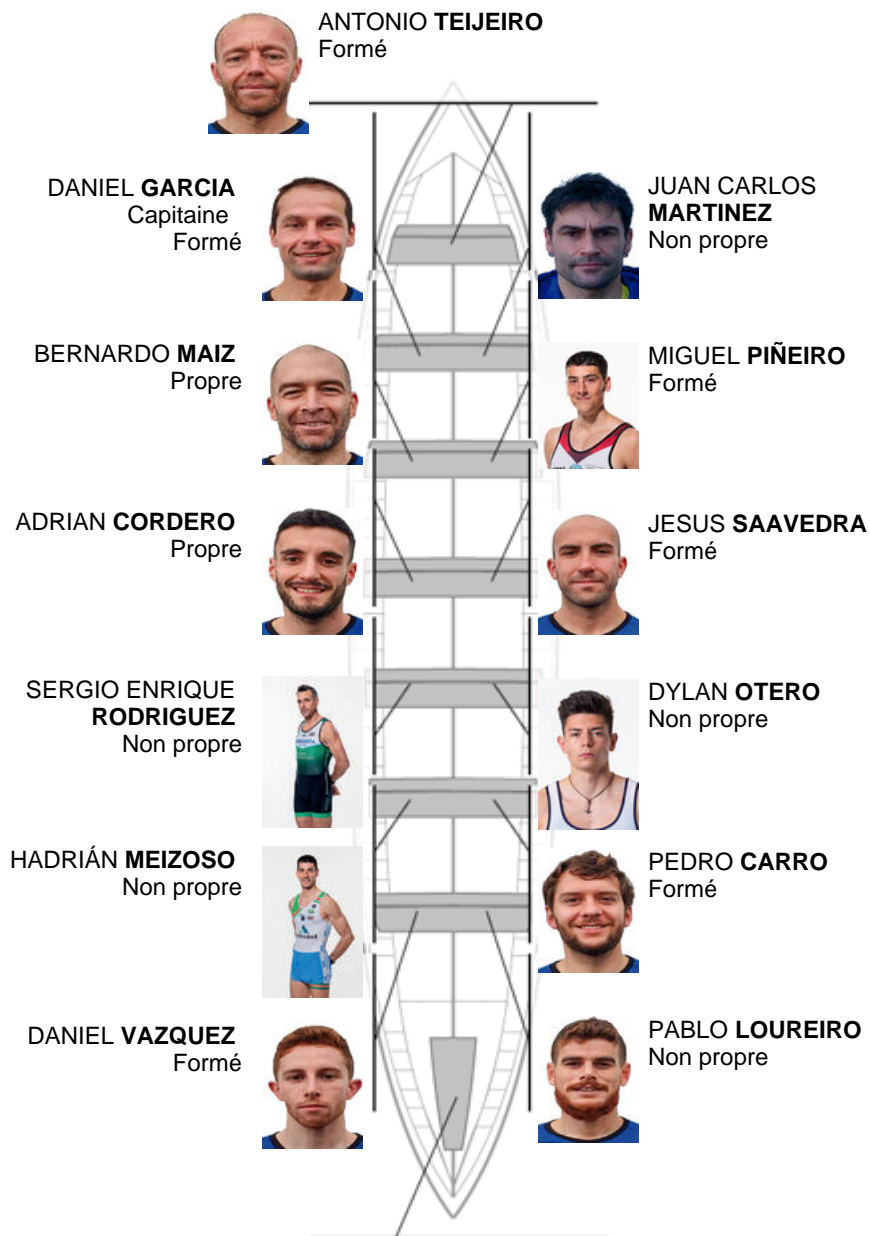 ANTONIO TEIJEIRO
Formé
DANIEL GARCIA
Capitaine
Formé
JUAN CARLOS
MARTINEZ
Non propre
BERNARDO MAIZ
Propre
MIGUEL PIÑEIRO
Formé
ADRIAN CORDERO
Propre
JESUS SAAVEDRA
Formé
SERGIO ENRIQUE
RODRIGUEZ
Non propre
DYLAN OTERO
Non propre
HADRIÁN MEIZOSO
Non propre
PEDRO CARRO
Formé
DANIEL VAZQUEZ
Formé
PABLO LOUREIRO
Non propre